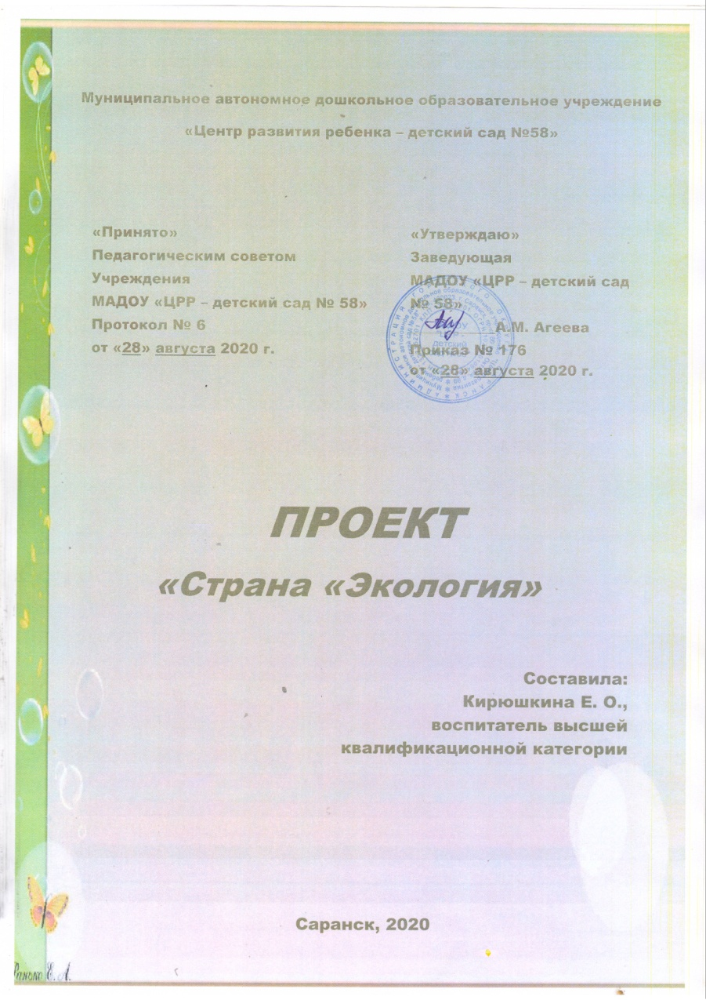 Муниципальное автономное дошкольное образовательное учреждение
«Центр развития ребенка – детский сад №58»
«Принято»
Педагогическим советом
Учреждения
МАДОУ «ЦРР – детский сад № 58»
Протокол № 6
от «28» августа 2020 г.
«Утверждаю»
Заведующая
МАДОУ «ЦРР – детский сад
№ 58»
А.М. Агеева
Приказ № 176
от «28» августа 2020 г.
ПРОЕКТ
«Страна «Экология»
Составила:
Кирюшкина Е. О.,
воспитатель высшей
квалификационной категории
Саранск, 2020
Ранько Е. А.